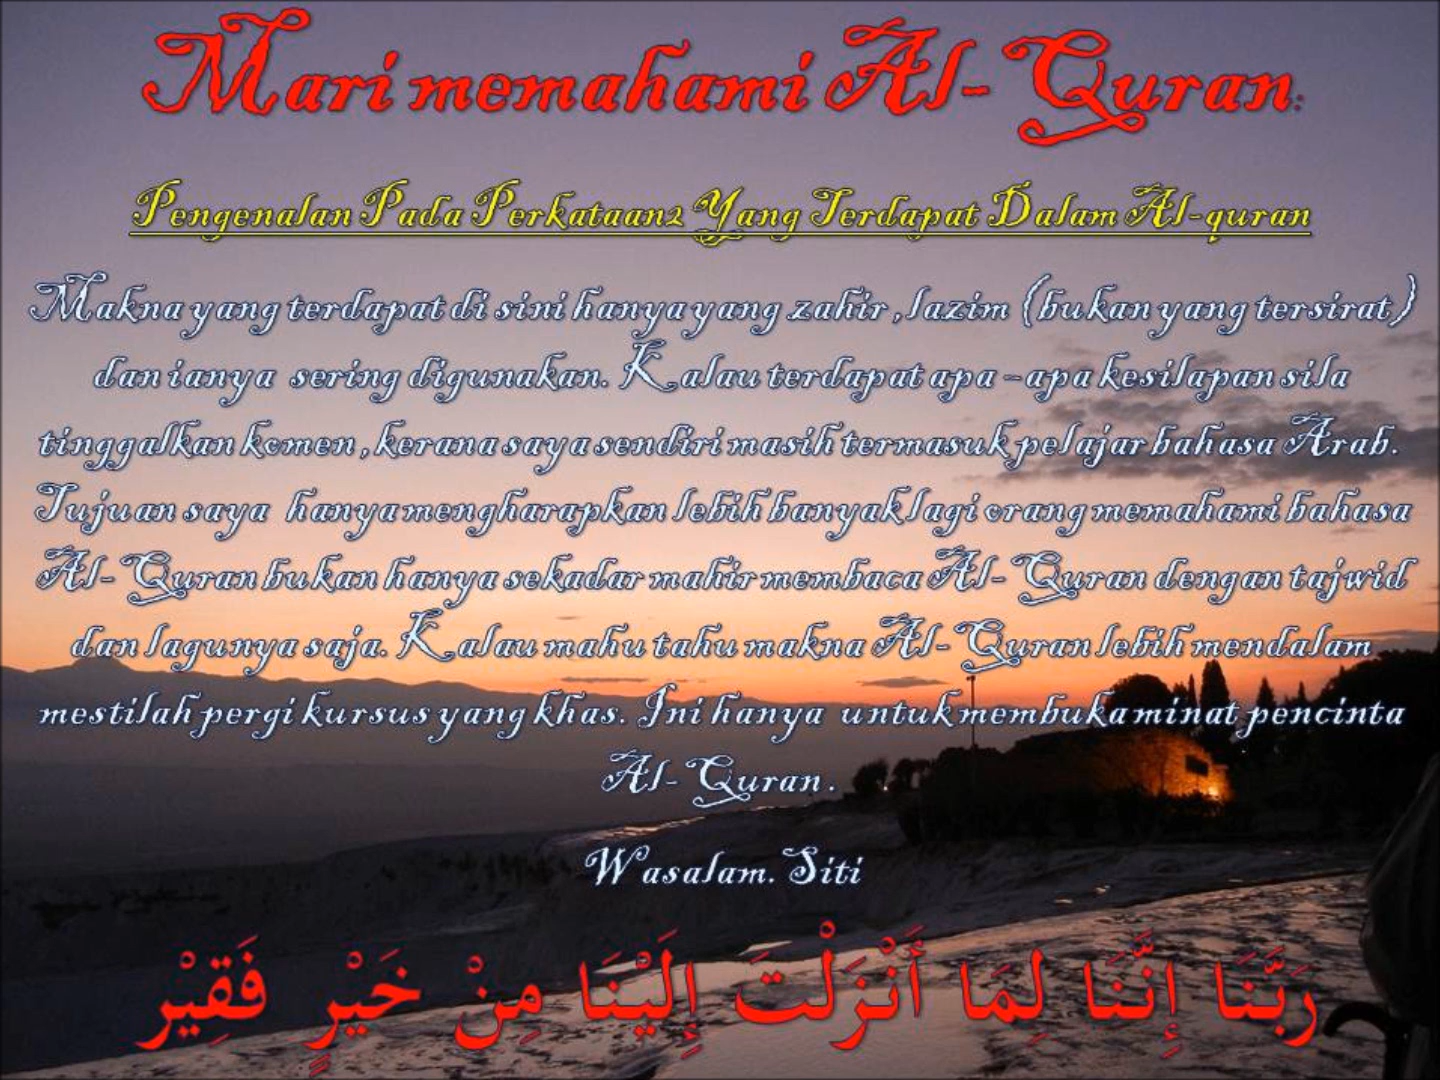 Mari memahami Al-Quran:
Pengenalan Pada Perkataan2 Yang Terdapat Dalam Al-quran
Makna yang terdapat di sini hanya yang zahir, lazim (bukan yang tersirat)
dan ianya sering digunakan. Kalau terdapat apa –apa kesilapan sila
tinggalkan komen, kerana saya sendiri masih termasuk pelajar bahasa Arab.
Tujuan saya hanya mengharapkan lebih banyak lagi orang memahami bahasa
Al-Quran bukan hanya sekadar mahir membaca Al-Quran dengan tajwid
dan lagunya saja. Kalau mahu tahu makna Al-Quran lebih mendalam
mestilah pergi kursus yang khas. Ini hanya untuk membuka minat pencinta
Al-Quran.
Wasalam. Siti
رَبَّنَا إِنَّنَا لِمَا أَنْزَلْتَ إِلَيْنَا مِنْ خَيْرٍ فَقِيْر